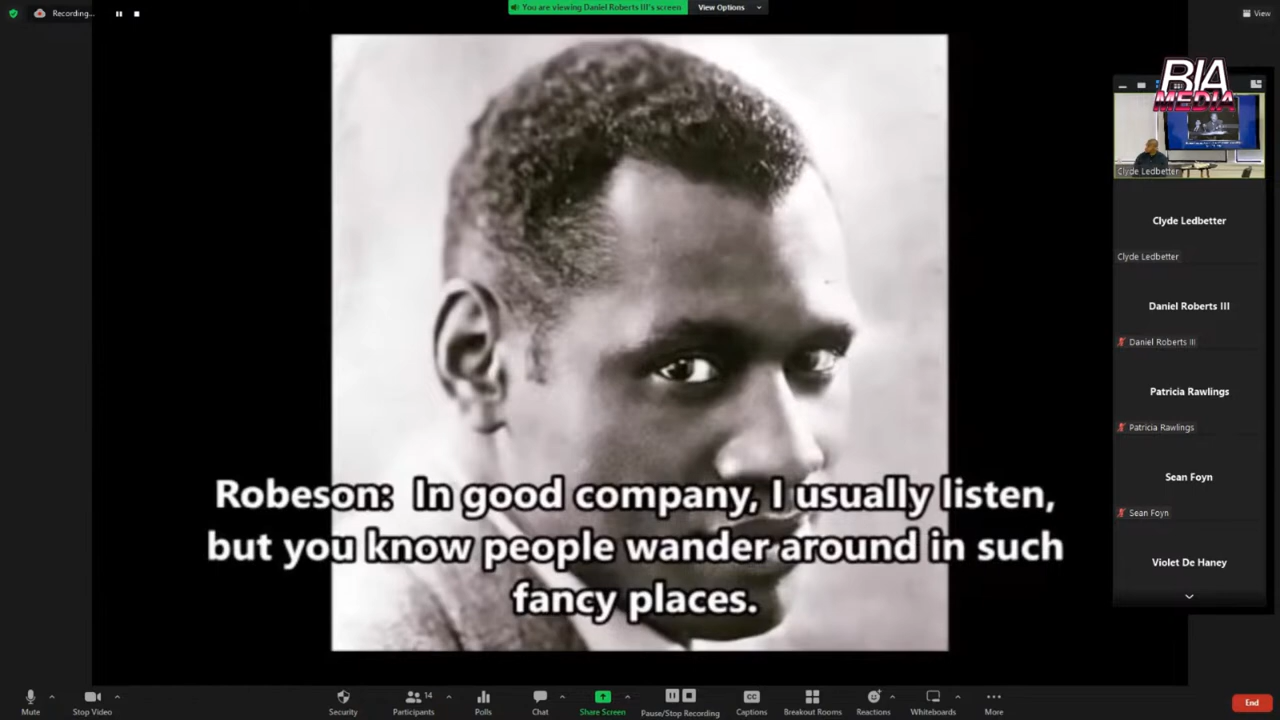 Recording...
You are viewing Daniel Roberts III's screen
View Options
View
BIA
MEDIA
Clyde Ledbetter
Clyde Ledbetter
Clyde Ledbetter
Daniel Roberts III
Daniel Roberts III
Patricia Rawlings
Patricia Rawlings
Sean Foyn
Sean Foyn
Violet De Haney
Robeson: In good company, I usually listen,
but you know people wander around in such
fancy places.
Mute
Stop Video
Security
14
Participants
Polls
Chat
Share Screen
Pause/Stop Recording
CC
Captions
Breakout Rooms
Reactions
Whiteboards
More
End